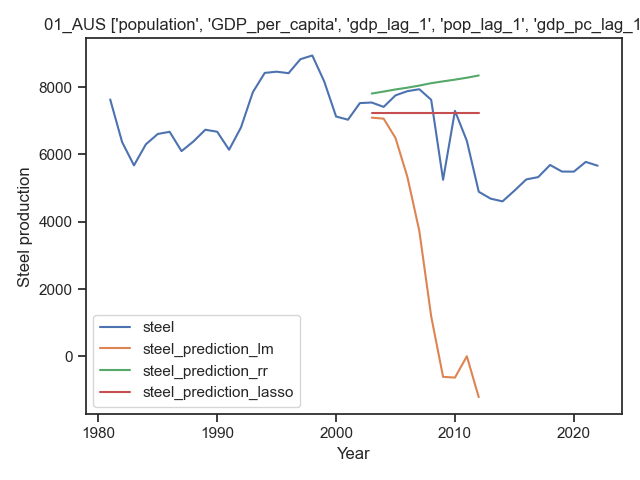 01_AUS ['population', 'GDP_per_capita', 'gdp_lag_1', 'pop_lag_1', 'gdp_pc_lag_1
Steel production
8000
6000
4000
2000
0
steel
steel_prediction_lm
steel_prediction_rr
steel_prediction_lasso
1980
1990
2000
2010
2020
Year